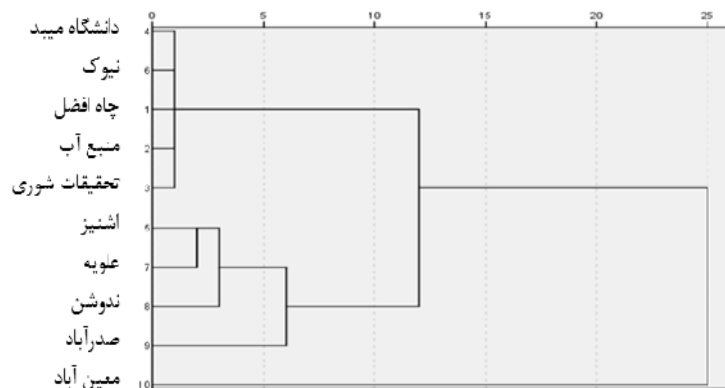 0 5 10 15 20 25
دانشگاه میبد 4
نیوک 6
چاه افضل 1
منبع آب 2
تحقیقات شوری 3
اشنیز 5
علویه 7
ندوشن 8
صدرآباد 9
معین آباد 10